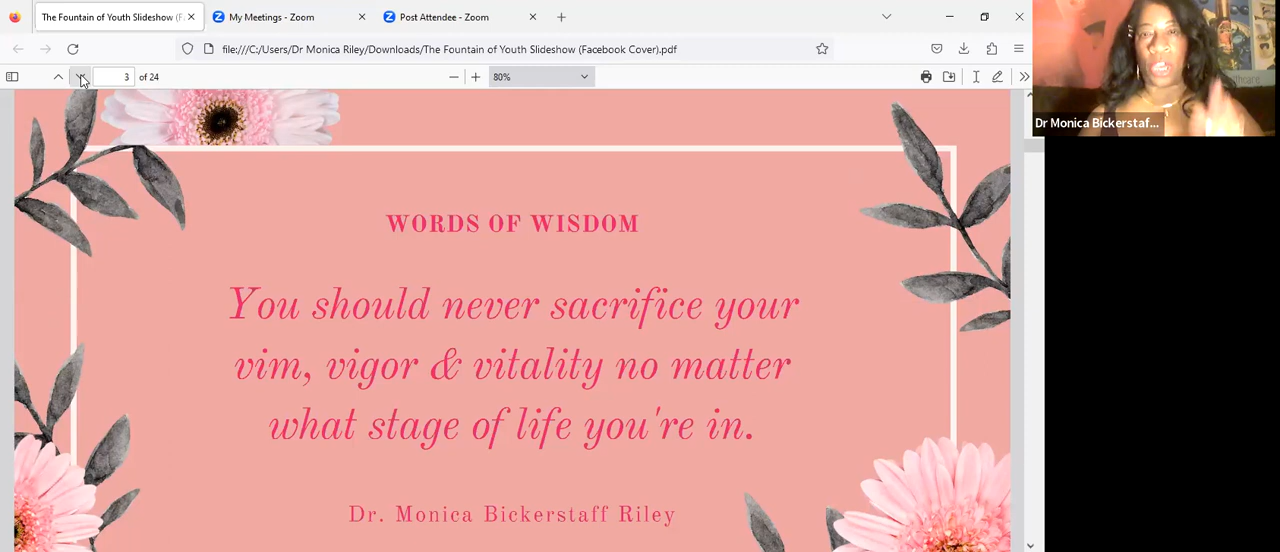 The Fountain of Youth Slideshow (F
My Meetings - Zoom
Post Attendee - Zoom
file:///C:/Users/Dr Monica Riley/Downloads/The Fountain of Youth Slideshow (Facebook Cover).pdf
3 of 24
80%
Dr Monica Bickerstaf...
WORDS OF WISDOM
You should never sacrifice your
vim, vigor & vitality no matter
what stage of life you're in.
Dr. Monica Bickerstaff Riley